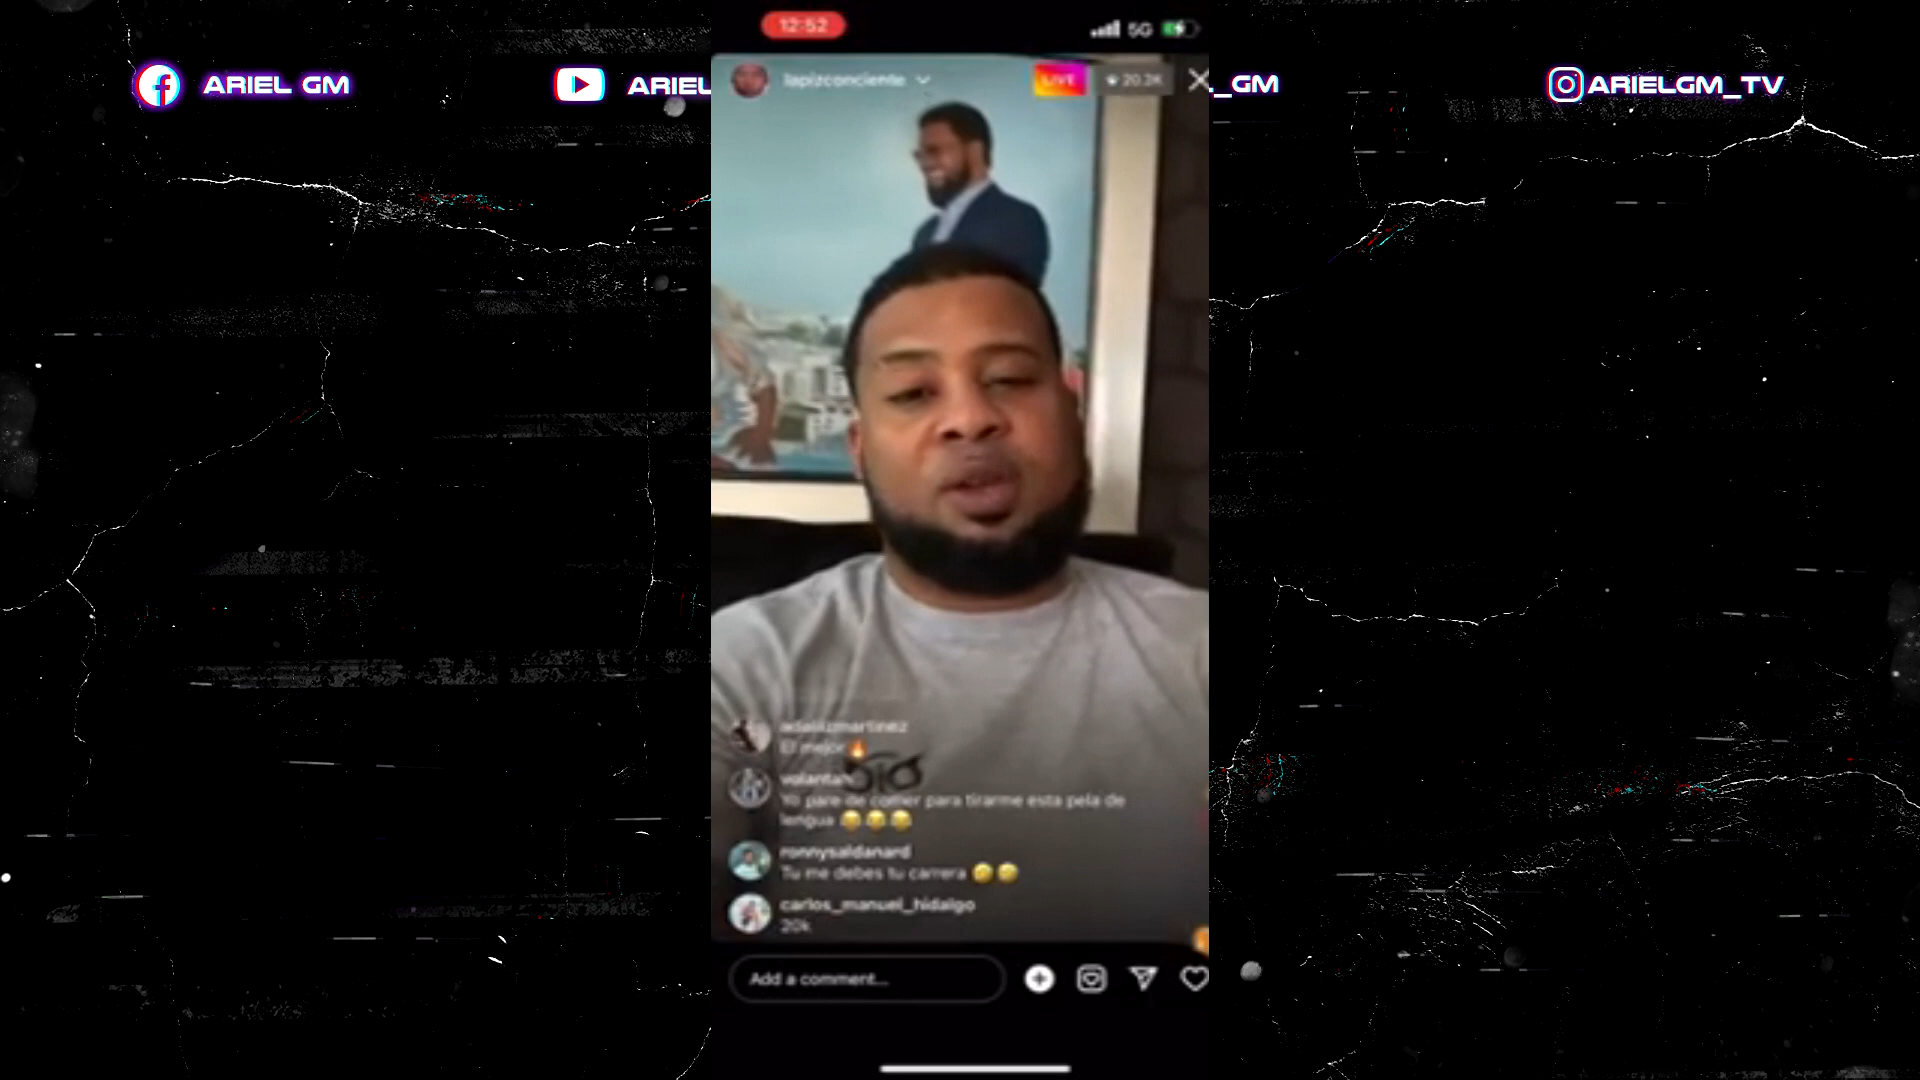 12:52
5G
ARIEL GM
ARIEL
_GM
ARIELGM_TV
lapizconciente
LIVE
20.2K
El mejor 🔥
Yo pare de comer para tirarme esta pela de
lengua 😂😂😂
ronnysaldanard
Tu me debes tu carrera 🤣🤣
carlos_manuel_hidalgo
20k
Add a comment...